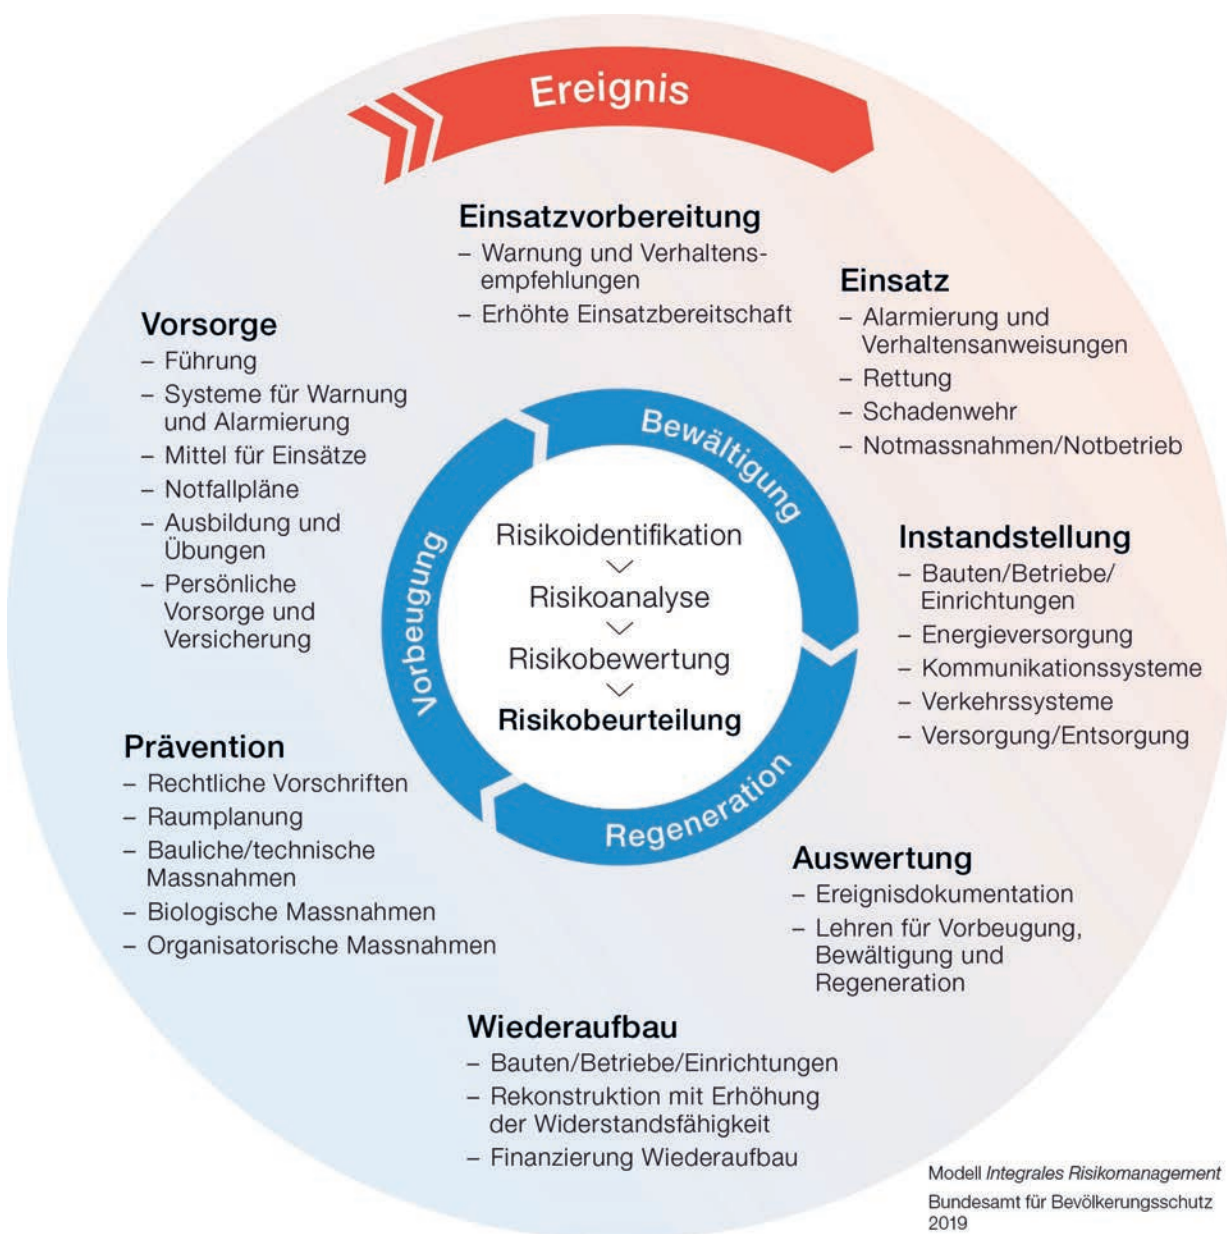 Ereignis
Einsatzvorbereitung
– Warnung und Verhaltens-
empfehlungen
– Erhöhte Einsatzbereitschaft
Einsatz
– Alarmierung und
Verhaltensanweisungen
– Rettung
– Schadenwehr
– Notmassnahmen/Notbetrieb
Instandstellung
– Bauten/Betriebe/
Einrichtungen
– Energieversorgung
– Kommunikationssysteme
– Verkehrssysteme
– Versorgung/Entsorgung
Auswertung
– Ereignisdokumentation
– Lehren für Vorbeugung,
Bewältigung und
Regeneration
Wiederaufbau
– Bauten/Betriebe/Einrichtungen
– Rekonstruktion mit Erhöhung
der Widerstandsfähigkeit
– Finanzierung Wiederaufbau
Prävention
– Rechtliche Vorschriften
– Raumplanung
– Bauliche/technische
Massnahmen
– Biologische Massnahmen
– Organisatorische Massnahmen
Vorsorge
– Führung
– Systeme für Warnung
und Alarmierung
– Mittel für Einsätze
– Notfallpläne
– Ausbildung und
Übungen
– Persönliche
Vorsorge und
Versicherung
Bewältigung
Regeneration
Vorbeugung
Risikoidentifikation
Risikoanalyse
Risikobewertung
Risikobeurteilung
Modell Integrales Risikomanagement
Bundesamt für Bevölkerungsschutz
2019